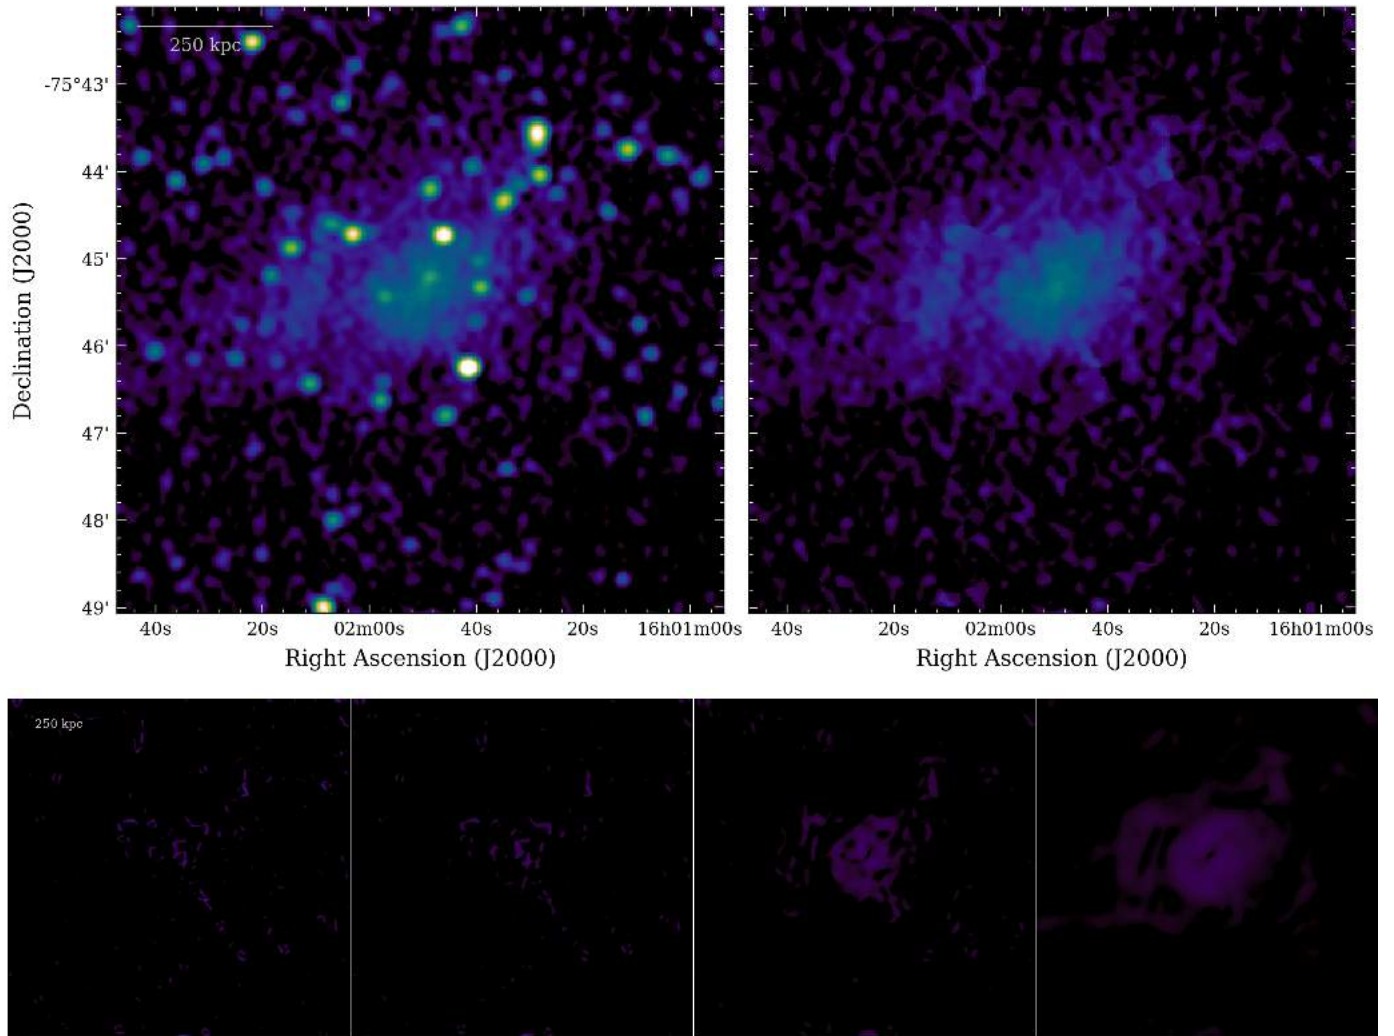 250 kpc
-75°43'
44'
45'
46'
47'
48'
49'
Declination (J2000)
40s 20s 02m00s 40s 20s 16h01m00s
Right Ascension (J2000)
40s 20s 02m00s 40s 20s 16h01m00s
Right Ascension (J2000)
250 kpc